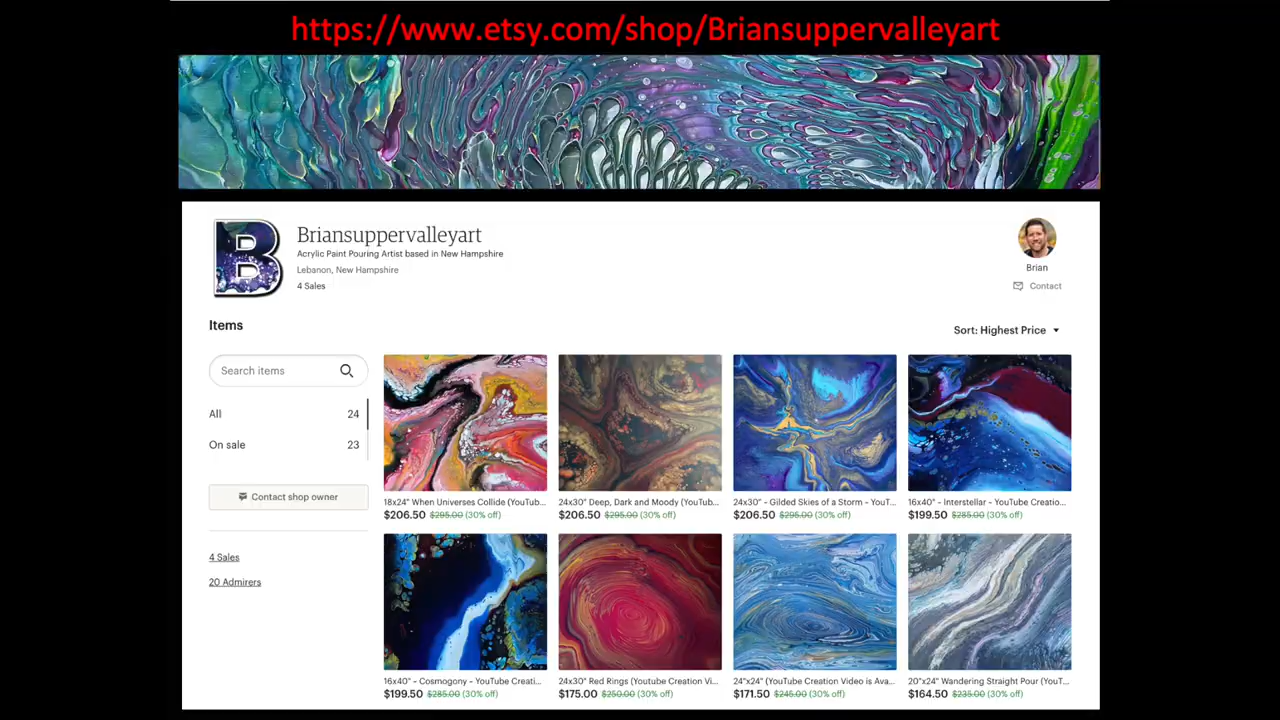 https://www.etsy.com/shop/Briansuppervalleyart
B
Briansuppervalleyart
Acrylic Paint Pouring Artist based in New Hampshire
Lebanon, New Hampshire
4 Sales
Brian
Contact
Items
Sort: Highest Price
Search items
All 24
On sale 23
Contact shop owner
4 Sales
20 Admirers
18x24" When Universes Collide (YouTub...
$206.50 $295.00 (30% off)
24x30" Deep, Dark and Moody (YouTub...
$206.50 $295.00 (30% off)
24x30" - Gilded Skies of a Storm - YouT...
$206.50 $295.00 (30% off)
16x40" - Interstellar - YouTube Creatio...
$199.50 $285.00 (30% off)
16x40" - Cosmogony - YouTube Creati...
$199.50 $285.00 (30% off)
24x30" Red Rings (Youtube Creation Vi...
$175.00 $250.00 (30% off)
24"x24" (YouTube Creation Video is Ava...
$171.50 $245.00 (30% off)
20"x24" Wandering Straight Pour (YouT...
$164.50 $235.00 (30% off)